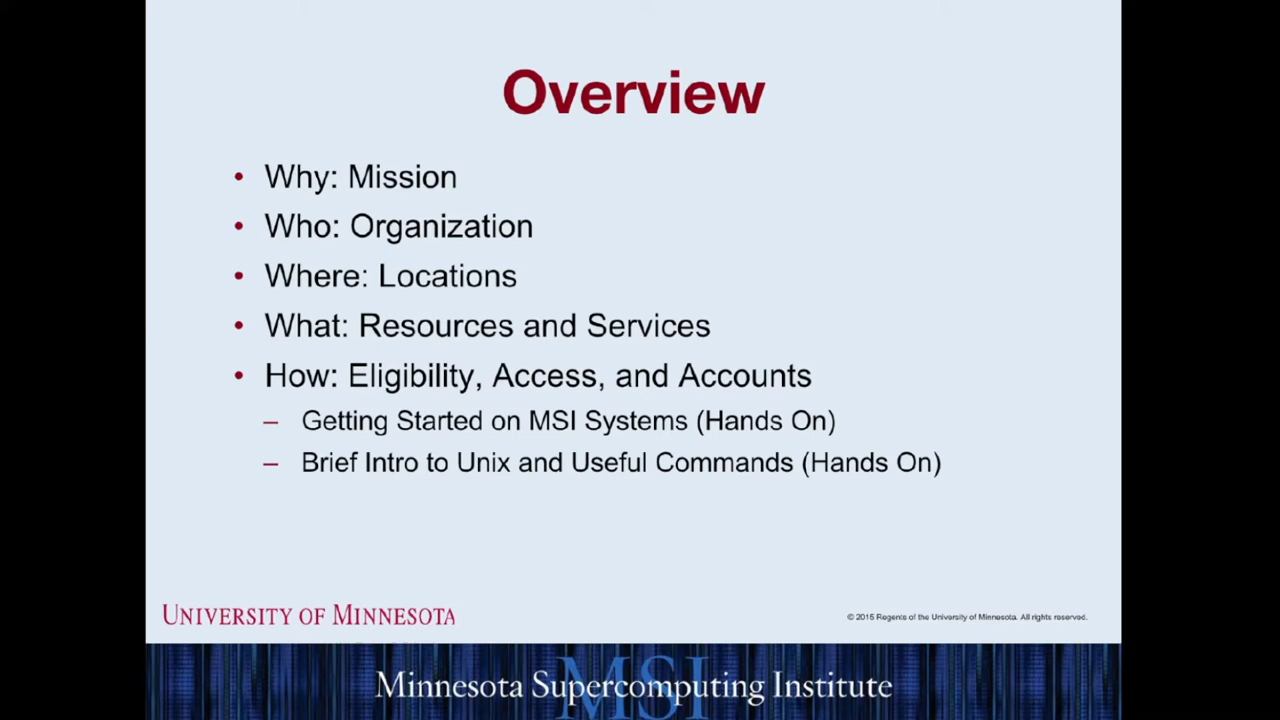 Overview
• Why: Mission
• Who: Organization
• Where: Locations
• What: Resources and Services
• How: Eligibility, Access, and Accounts
– Getting Started on MSI Systems (Hands On)
– Brief Intro to Unix and Useful Commands (Hands On)
UNIVERSITY OF MINNESOTA
© 2015 Regents of the University of Minnesota. All rights reserved.
MSI
Minnesota Supercomputing Institute